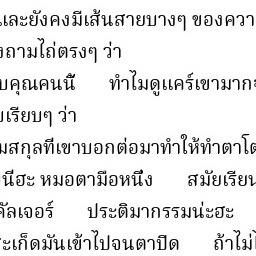 และยังคงมีเส้นสายบางๆ ของควา
ถามไถ่ตรงๆ ว่า
บคุณคนนี้ ทำไมดูแคร์เขามาก
เรียบๆ ว่า
มสกุลที่เขาบอกต่อมาทำให้ทำตาโต
นีฮะ หมอตามือหนึ่ง สมัยเรียน
คัลเจอร์ ประติมากรรมน่ะฮะ
ะเก็ดมันเข้าไปจนตาปิด ถ้าไม่ไ